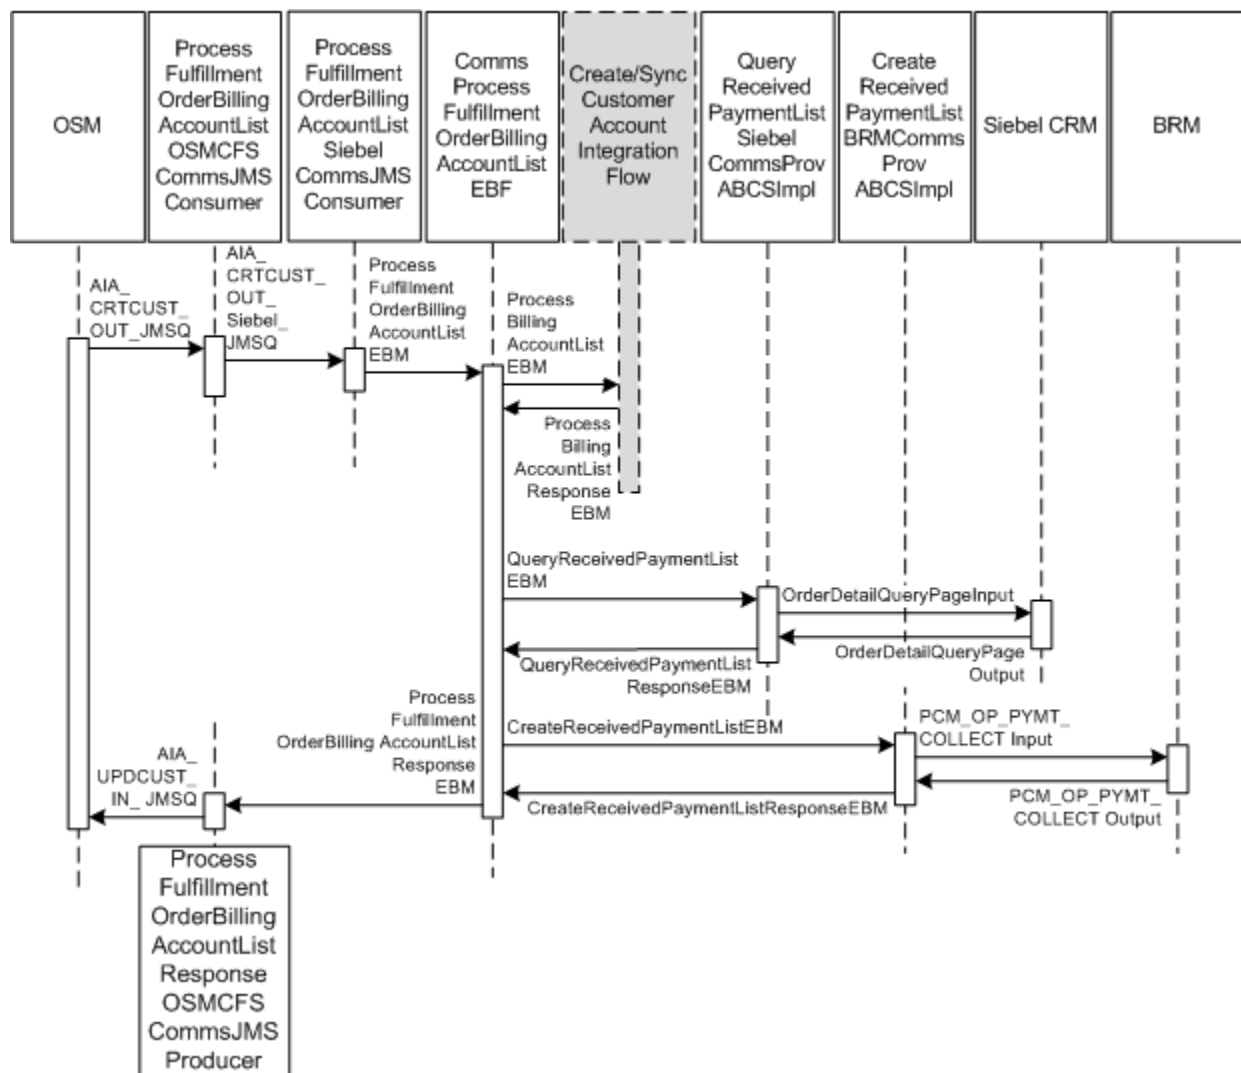 OSM
Process
Fulfillment
OrderBilling
AccountList
OSMCFS
CommsJMS
Consumer
Process
Fulfillment
OrderBilling
AccountList
Siebel
CommsJMS
Consumer
Comms
Process
Fulfillment
OrderBilling
AccountList
EBF
Create/Sync
Customer
Account
Integration
Flow
Query
Received
PaymentList
Siebel
CommsProv
ABCSImpl
Create
Received
PaymentList
BRMComms
Prov
ABCSImpl
Siebel CRM
BRM
AIA_
CRTCUST_
OUT_JMSQ
AIA_
CRTCUST_
OUT_
Siebel_
JMSQ
Process
Fulfillment
OrderBilling
AccountList
EBM
Process
Billing
AccountList
EBM
Process
Billing
AccountList
Response
EBM
QueryReceivedPaymentList
EBM
OrderDetailQueryPageInput
OrderDetailQueryPage
Output
QueryReceivedPaymentList
ResponseEBM
CreateReceivedPaymentListEBM
PCM_OP_PYMT_
COLLECT Input
PCM_OP_PYMT_
COLLECT Output
CreateReceivedPaymentListResponseEBM
Process
Fulfillment
OrderBilling AccountList
Response
EBM
AIA_
UPDCUST_
IN_ JMSQ
Process
Fulfillment
OrderBilling
AccountList
Response
OSMCFS
CommsJMS
Producer